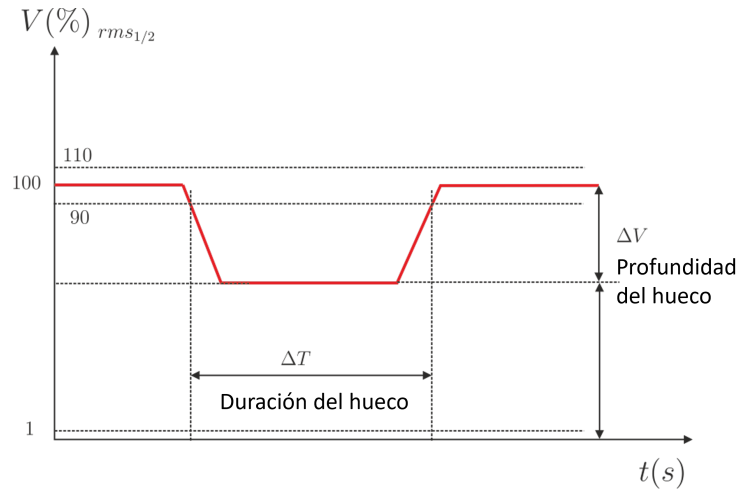 V(%) rms1/2
110
100
90
ΔV
Profundidad
del hueco
ΔT
Duración del hueco
1
t(s)